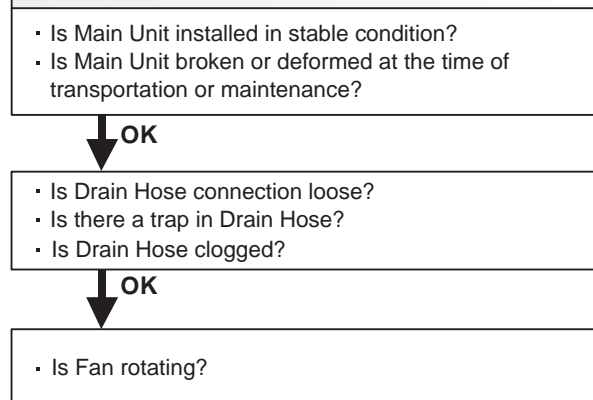 · Is Main Unit installed in stable condition?
· Is Main Unit broken or deformed at the time of
transportation or maintenance?
OK
· Is Drain Hose connection loose?
· Is there a trap in Drain Hose?
· Is Drain Hose clogged?
OK
· Is Fan rotating?